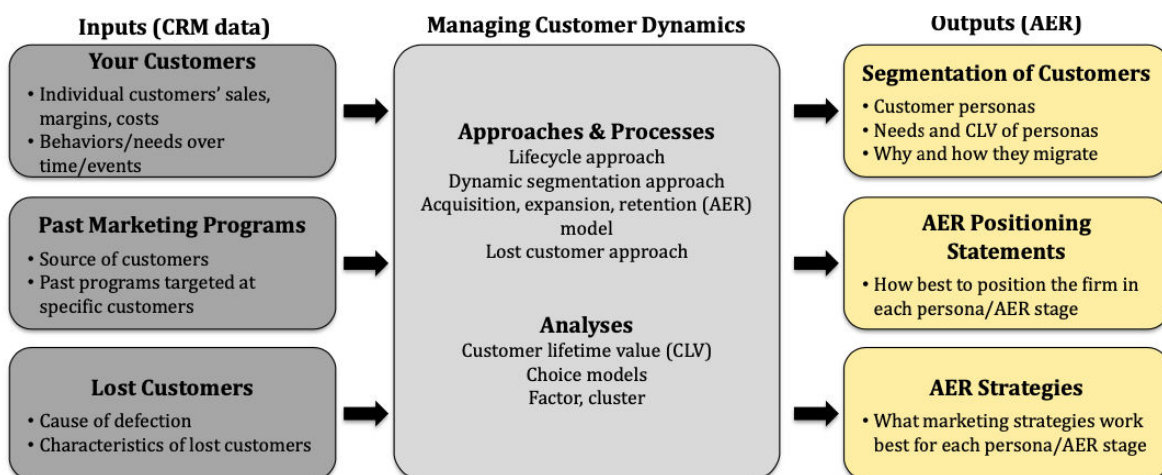 Inputs (CRM data)
Your Customers
• Individual customers' sales,
margins, costs
• Behaviors/needs over
time/events
Past Marketing Programs
• Source of customers
• Past programs targeted at
specific customers
Lost Customers
• Cause of defection
• Characteristics of lost customers
Managing Customer Dynamics
Approaches & Processes
Lifecycle approach
Dynamic segmentation approach
Acquisition, expansion, retention (AER)
model
Lost customer approach
Analyses
Customer lifetime value (CLV)
Choice models
Factor, cluster
Outputs (AER)
Segmentation of Customers
• Customer personas
• Needs and CLV of personas
• Why and how they migrate
AER Positioning
Statements
• How best to position the firm in
each persona/AER stage
AER Strategies
• What marketing strategies work
best for each persona/AER stage